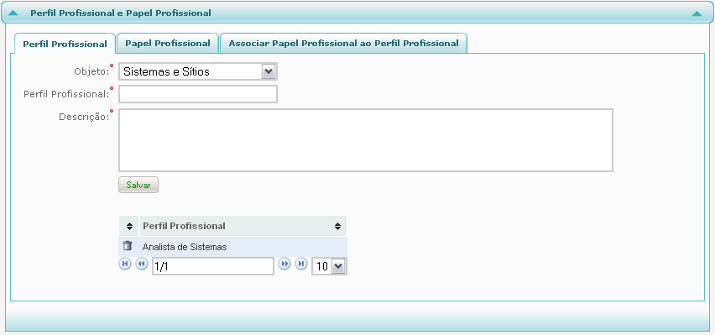 Perfil Profissional e Papel Profissional
Perfil Profissional Papel Profissional Associar Papel Profissional ao Perfil Profissional
Objeto:* Sistemas e Sítios
Perfil Profissional:*
Descrição:*
Salvar
Perfil Profissional
Analista de Sistemas
1/1 10